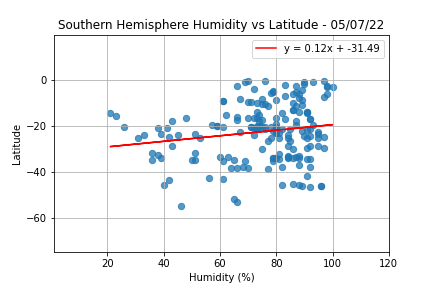 Southern Hemisphere Humidity vs Latitude - 05/07/22
y = 0.12x + -31.49
0
−20
−40
−60
Latitude
20
40
60
80
100
120
Humidity (%)